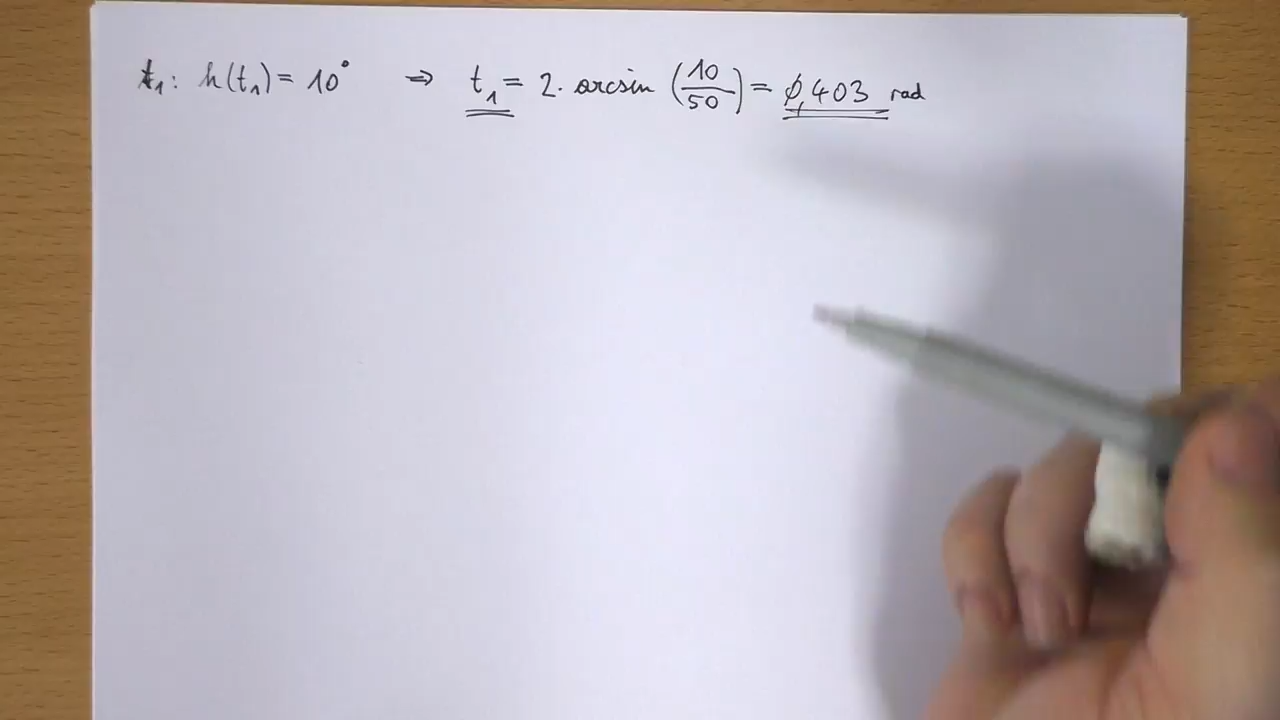 t₁: h(t₁) = 10° ⇒ t₁ = 2 · arcsin (10/50) = 0,403 rad